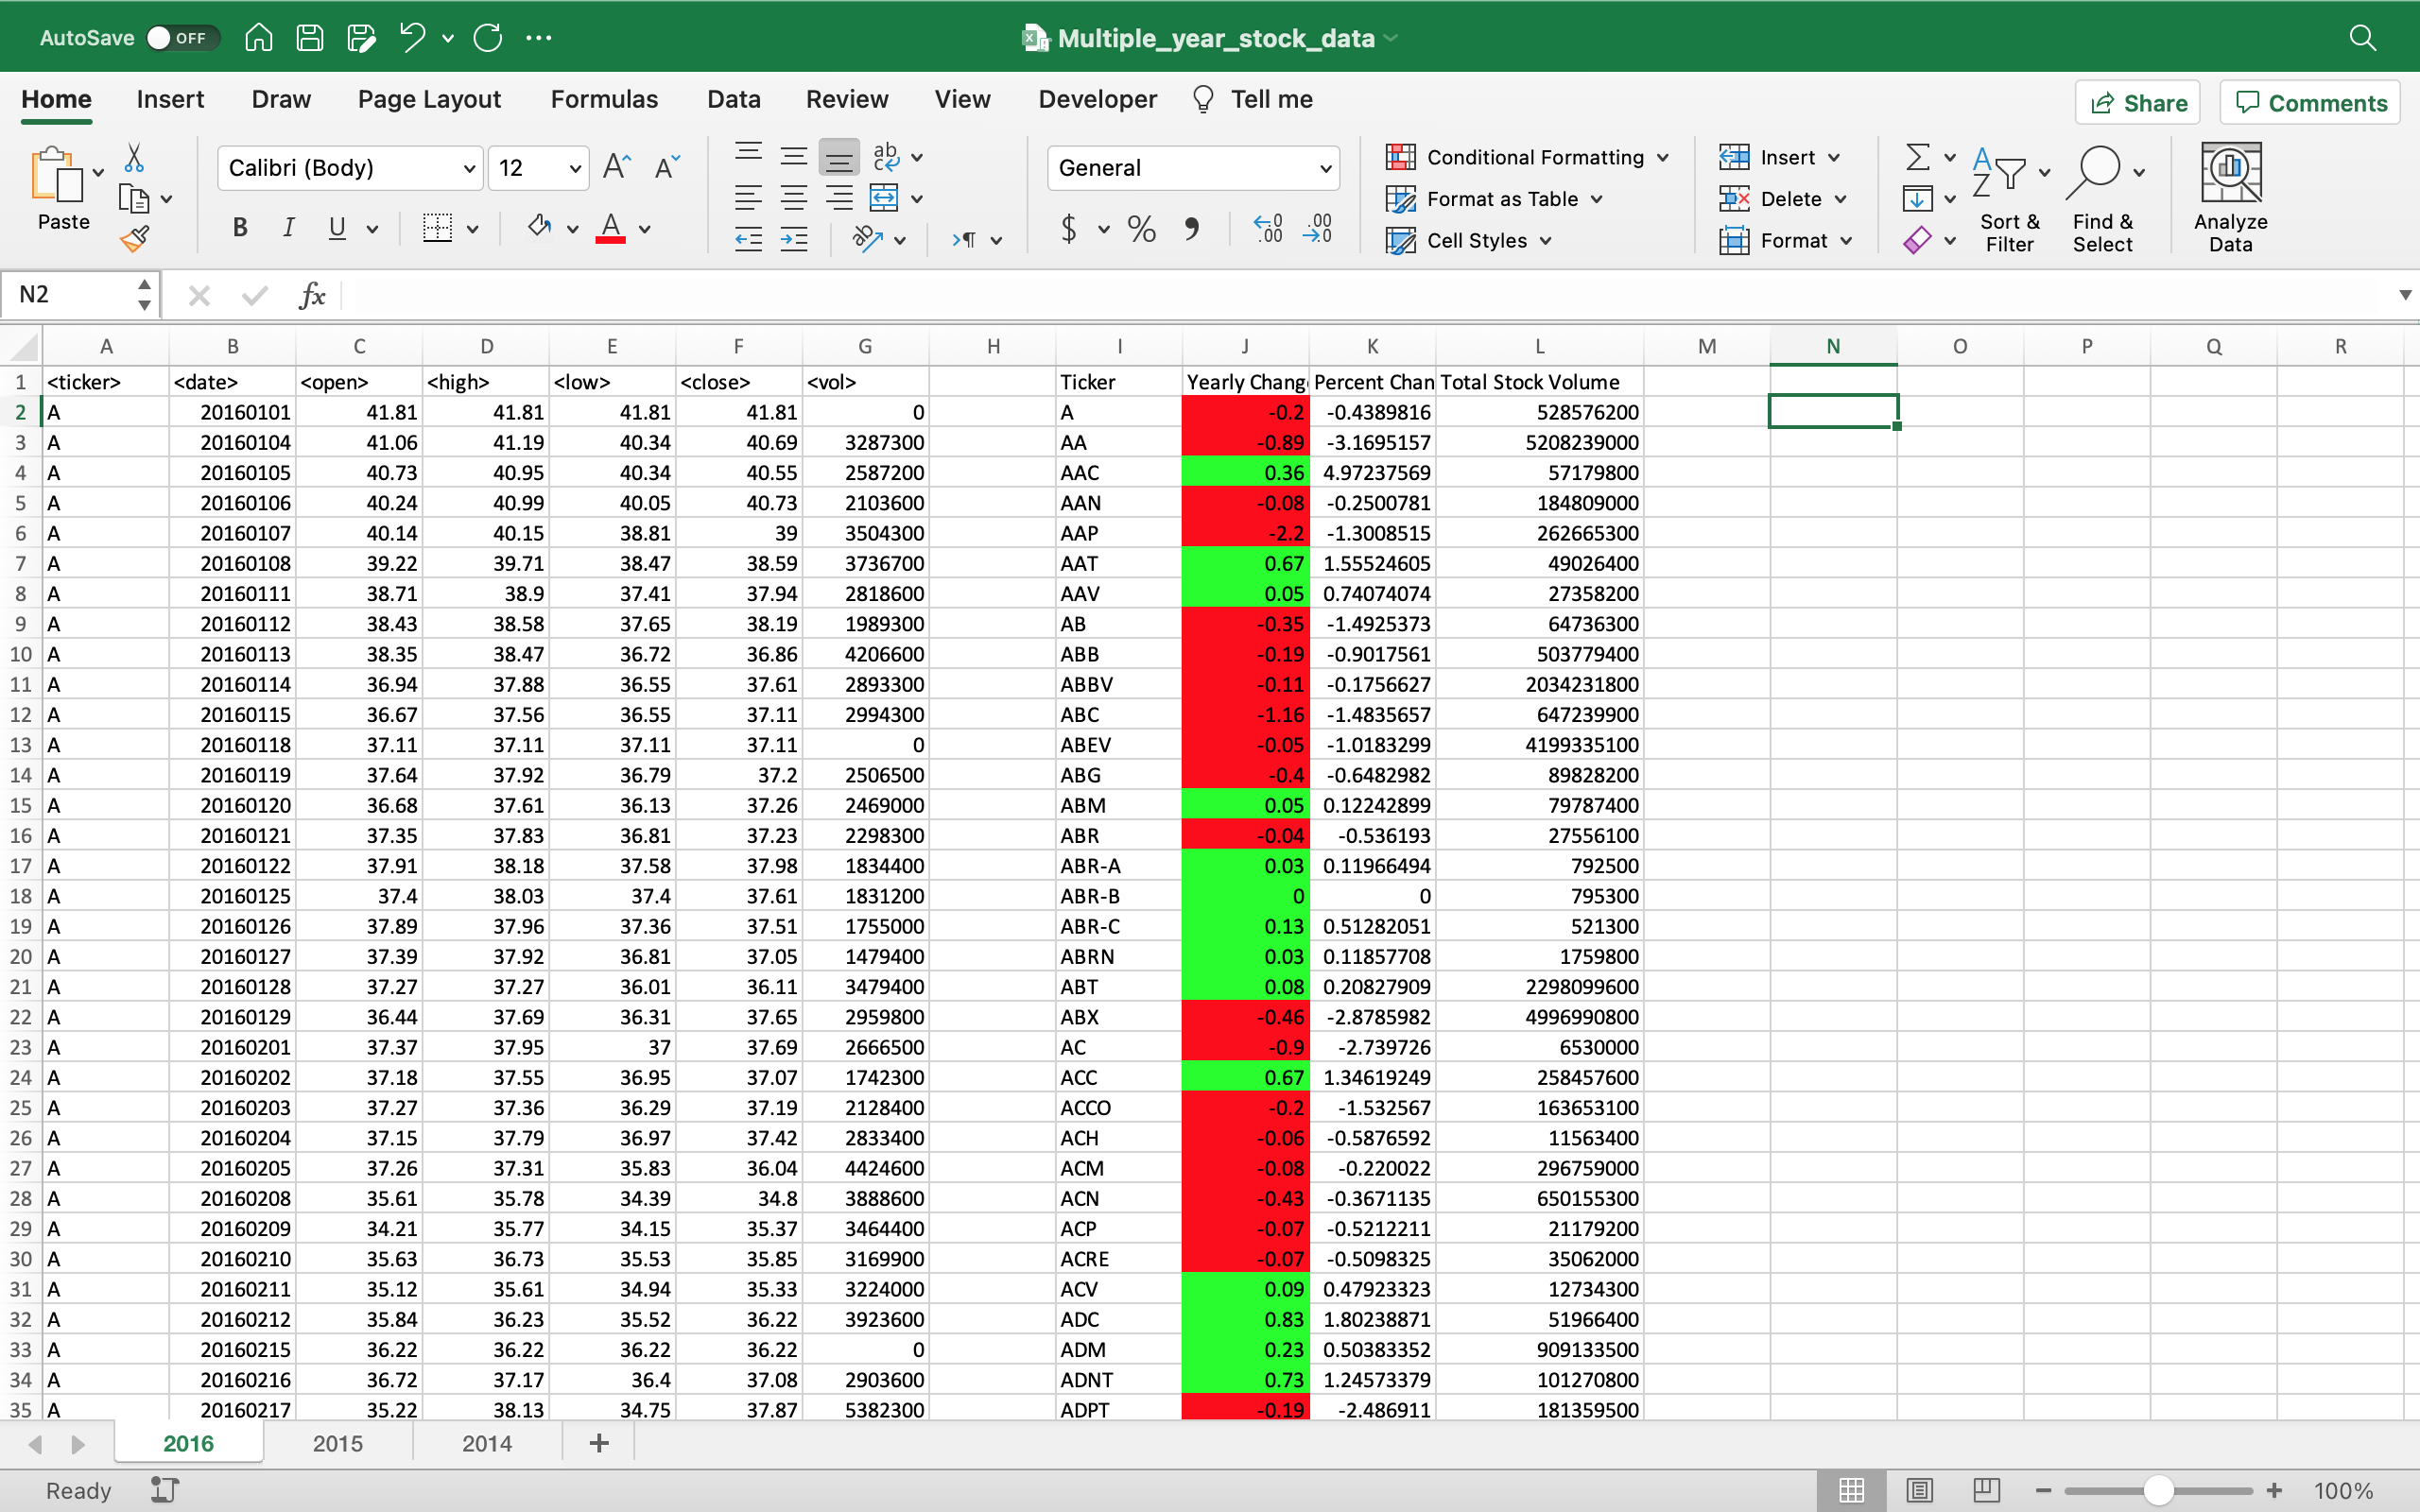 AutoSave OFF Multiple_year_stock_data
Home Insert Draw Page Layout Formulas Data Review View Developer Tell me Share Comments
Paste Calibri (Body) 12 General Conditional Formatting Format as Table Cell Styles Insert Delete Format Sort & Filter Find & Select Analyze Data
N2 fx
A B C D E F G H I J K L M N O P Q R
1 <ticker> <date> <open> <high> <low> <close> <vol> Ticker Yearly Chang Percent Chan Total Stock Volume
2 A 20160101 41.81 41.81 41.81 41.81 0 A -0.2 -0.4389816 528576200
3 A 20160104 41.06 41.19 40.34 40.69 3287300 AA -0.89 -3.1695157 5208239000
4 A 20160105 40.73 40.95 40.34 40.55 2587200 AAC 0.36 4.97237569 57179800
5 A 20160106 40.24 40.99 40.05 40.73 2103600 AAN -0.08 -0.2500781 184809000
6 A 20160107 40.14 40.15 38.81 39 3504300 AAP -2.2 -1.3008515 262665300
7 A 20160108 39.22 39.71 38.47 38.59 3736700 AAT 0.67 1.55524605 49026400
8 A 20160111 38.71 38.9 37.41 37.94 2818600 AAV 0.05 0.74074074 27358200
9 A 20160112 38.43 38.58 37.65 38.19 1989300 AB -0.35 -1.4925373 64736300
10 A 20160113 38.35 38.47 36.72 36.86 4206600 ABB -0.19 -0.9017561 503779400
11 A 20160114 36.94 37.88 36.55 37.61 2893300 ABBV -0.11 -0.1756627 2034231800
12 A 20160115 36.67 37.56 36.55 37.11 2994300 ABC -1.16 -1.4835657 647239900
13 A 20160118 37.11 37.11 37.11 37.11 0 ABEV -0.05 -1.0183299 4199335100
14 A 20160119 37.64 37.92 36.79 37.2 2506500 ABG -0.4 -0.6482982 89828200
15 A 20160120 36.68 37.61 36.13 37.26 2469000 ABM 0.05 0.12242899 79787400
16 A 20160121 37.35 37.83 36.81 37.23 2298300 ABR -0.04 -0.536193 27556100
17 A 20160122 37.91 38.18 37.58 37.98 1834400 ABR-A 0.03 0.11966494 792500
18 A 20160125 37.4 38.03 37.4 37.61 1831200 ABR-B 0 0 795300
19 A 20160126 37.89 37.96 37.36 37.51 1755000 ABR-C 0.13 0.51282051 521300
20 A 20160127 37.39 37.92 36.81 37.05 1479400 ABRN 0.03 0.11857708 1759800
21 A 20160128 37.27 37.27 36.01 36.11 3479400 ABT 0.08 0.20827909 2298099600
22 A 20160129 36.44 37.69 36.31 37.65 2959800 ABX -0.46 -2.8785982 4996990800
23 A 20160201 37.37 37.95 37 37.69 2666500 AC -0.9 -2.739726 6530000
24 A 20160202 37.18 37.55 36.95 37.07 1742300 ACC 0.67 1.34619249 258457600
25 A 20160203 37.27 37.36 36.29 37.19 2128400 ACCO -0.2 -1.532567 163653100
26 A 20160204 37.15 37.79 36.97 37.42 2833400 ACH -0.06 -0.5876592 11563400
27 A 20160205 37.26 37.31 35.83 36.04 4424600 ACM -0.08 -0.220022 296759000
28 A 20160208 35.61 35.78 34.39 34.8 3888600 ACN -0.43 -0.3671135 650155300
29 A 20160209 34.21 35.77 34.15 35.37 3464400 ACP -0.07 -0.5212211 21179200
30 A 20160210 35.63 36.73 35.53 35.85 3169900 ACRE -0.07 -0.5098325 35062000
31 A 20160211 35.12 35.61 34.94 35.33 3224000 ACV 0.09 0.47923323 12734300
32 A 20160212 35.84 36.23 35.52 36.22 3923600 ADC 0.83 1.80238871 51966400
33 A 20160215 36.22 36.22 36.22 36.22 0 ADM 0.23 0.50383352 909133500
34 A 20160216 36.72 37.17 36.4 37.08 2903600 ADNT 0.73 1.24573379 101270800
35 A 20160217 35.22 38.13 34.75 37.87 5382300 ADPT -0.19 -2.486911 181359500
2016 2015 2014 +
Ready 100%